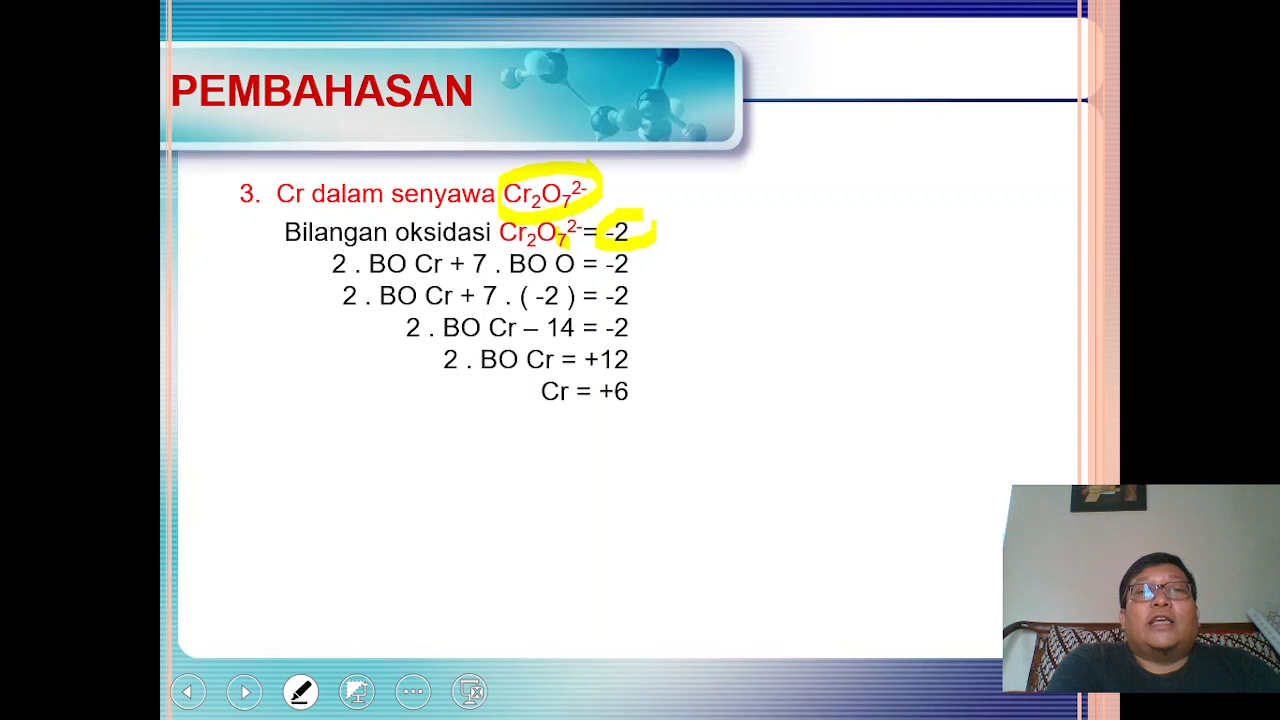 PEMBAHASAN
3. Cr dalam senyawa Cr₂O₇²⁻
Bilangan oksidasi Cr₂O₇²⁻= -2
2 . BO Cr + 7 . BO O = -2
2 . BO Cr + 7 . ( -2 ) = -2
2 . BO Cr – 14 = -2
2 . BO Cr = +12
Cr = +6